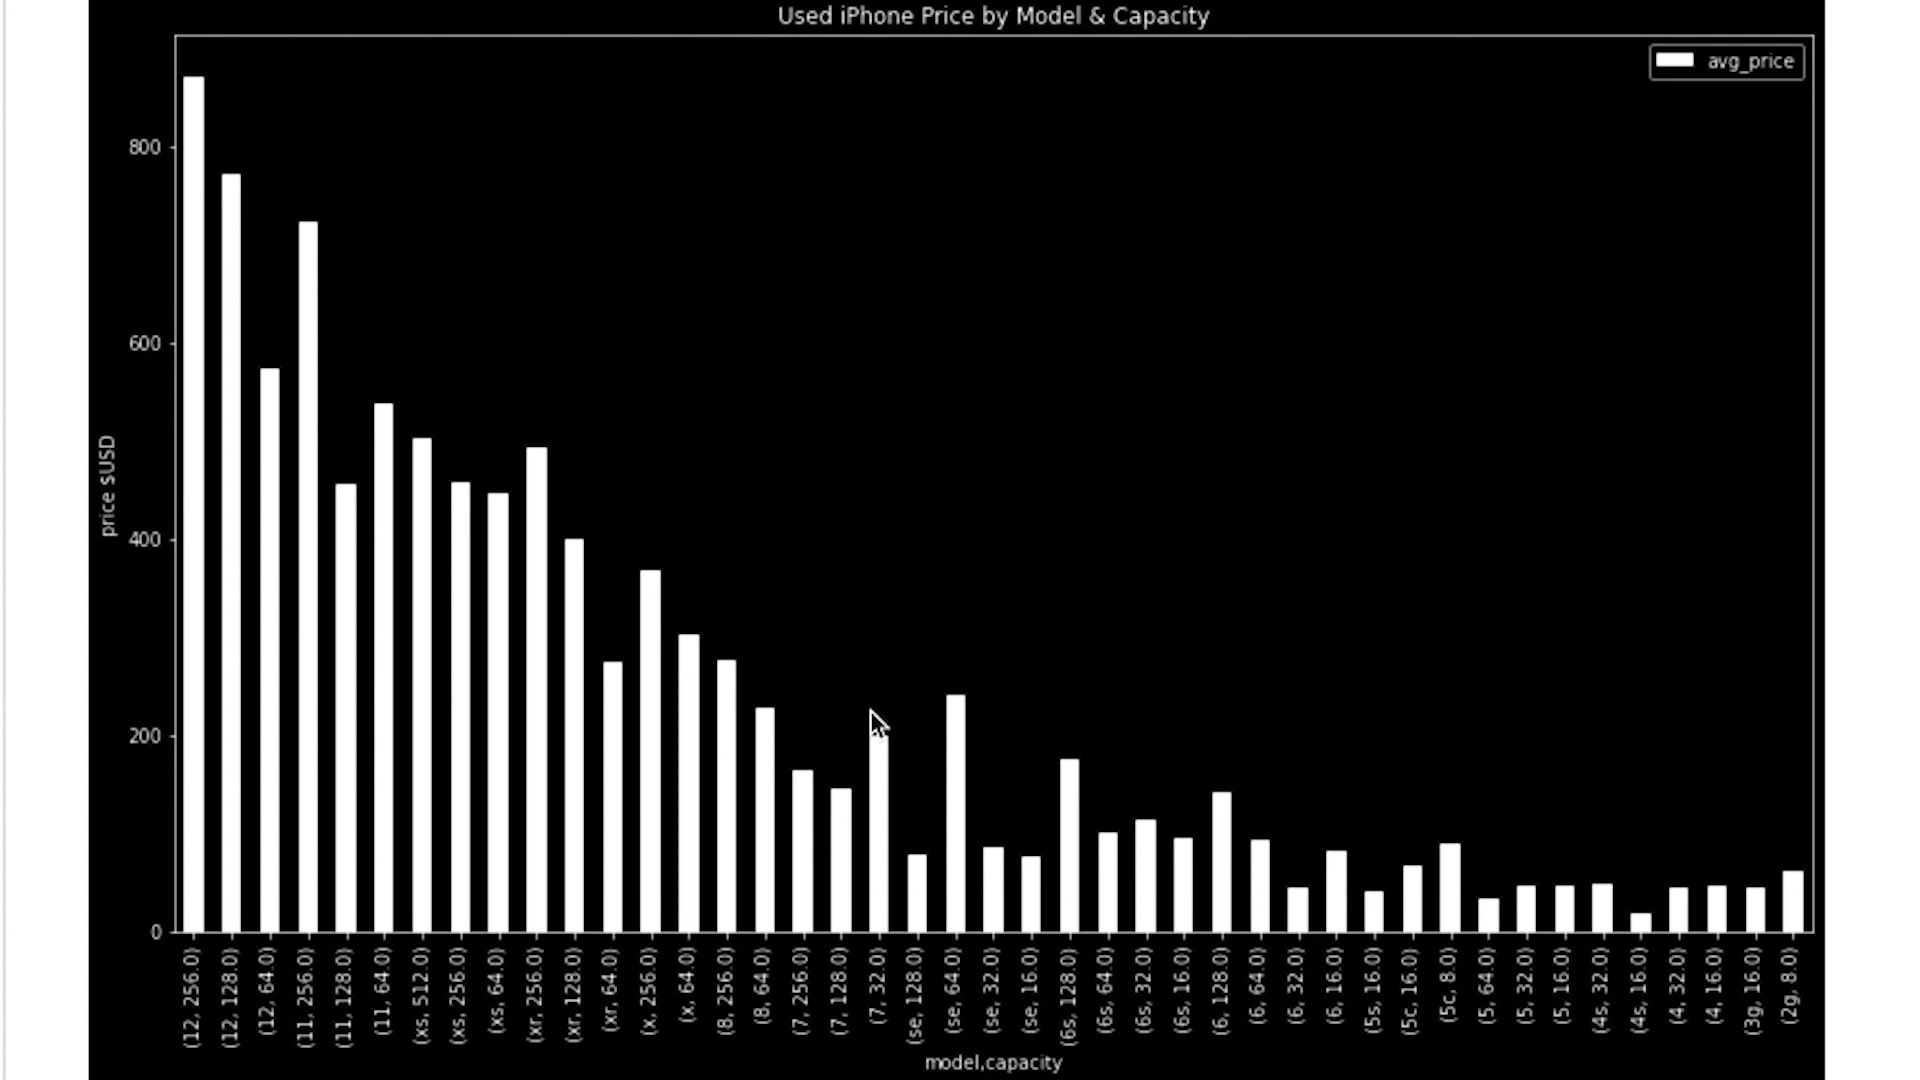 Used iPhone Price by Model & Capacity
avg_price
price $USD
800
600
400
200
0
(12, 256.0)
(12, 128.0)
(12, 64.0)
(11, 256.0)
(11, 128.0)
(11, 64.0)
(xs, 512.0)
(xs, 256.0)
(xs, 64.0)
(xr, 256.0)
(xr, 128.0)
(xr, 64.0)
(x, 256.0)
(x, 64.0)
(8, 256.0)
(8, 64.0)
(7, 256.0)
(7, 128.0)
(7, 32.0)
(se, 128.0)
(se, 64.0)
(se, 32.0)
(se, 16.0)
(6s, 128.0)
(6s, 64.0)
(6s, 32.0)
(6s, 16.0)
(6, 128.0)
(6, 64.0)
(6, 32.0)
(6, 16.0)
(5s, 16.0)
(5c, 16.0)
(5c, 8.0)
(5, 64.0)
(5, 32.0)
(5, 16.0)
(4s, 32.0)
(4s, 16.0)
(4, 32.0)
(4, 16.0)
(3g, 16.0)
(2g, 8.0)
model,capacity